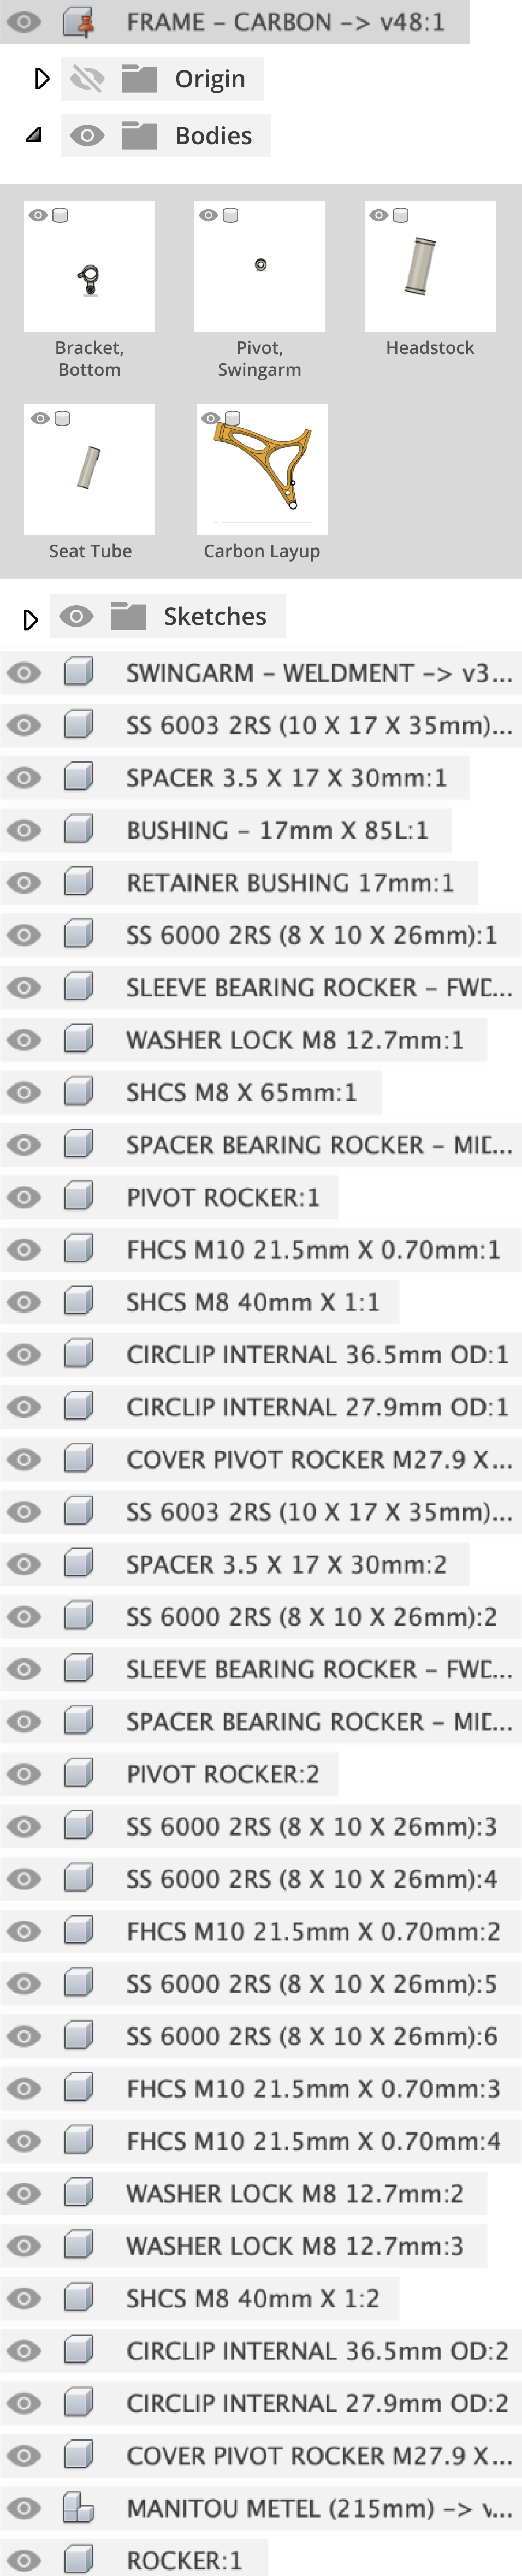 FRAME – CARBON –> v48:1
Origin
Bodies
Bracket,
Bottom
Pivot,
Swingarm
Headstock
Seat Tube
Carbon Layup
Sketches
SWINGARM – WELDMENT –> v3...
SS 6003 2RS (10 X 17 X 35mm)...
SPACER 3.5 X 17 X 30mm:1
BUSHING – 17mm X 85L:1
RETAINER BUSHING 17mm:1
SS 6000 2RS (8 X 10 X 26mm):1
SLEEVE BEARING ROCKER – FWD...
WASHER LOCK M8 12.7mm:1
SHCS M8 X 65mm:1
SPACER BEARING ROCKER – MID...
PIVOT ROCKER:1
FHCS M10 21.5mm X 0.70mm:1
SHCS M8 40mm X 1:1
CIRCLIP INTERNAL 36.5mm OD:1
CIRCLIP INTERNAL 27.9mm OD:1
COVER PIVOT ROCKER M27.9 X...
SS 6003 2RS (10 X 17 X 35mm)...
SPACER 3.5 X 17 X 30mm:2
SS 6000 2RS (8 X 10 X 26mm):2
SLEEVE BEARING ROCKER – FWD...
SPACER BEARING ROCKER – MID...
PIVOT ROCKER:2
SS 6000 2RS (8 X 10 X 26mm):3
SS 6000 2RS (8 X 10 X 26mm):4
FHCS M10 21.5mm X 0.70mm:2
SS 6000 2RS (8 X 10 X 26mm):5
SS 6000 2RS (8 X 10 X 26mm):6
FHCS M10 21.5mm X 0.70mm:3
FHCS M10 21.5mm X 0.70mm:4
WASHER LOCK M8 12.7mm:2
WASHER LOCK M8 12.7mm:3
SHCS M8 40mm X 1:2
CIRCLIP INTERNAL 36.5mm OD:2
CIRCLIP INTERNAL 27.9mm OD:2
COVER PIVOT ROCKER M27.9 X...
MANITOU METEL (215mm) –> v...
ROCKER:1